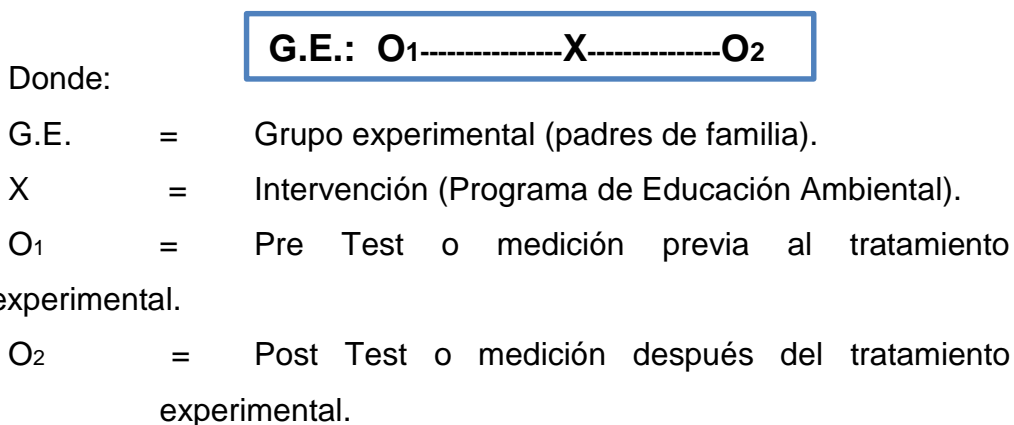 G.E.: O1----------------X---------------O2
Donde:
G.E. = Grupo experimental (padres de familia).
X = Intervención (Programa de Educación Ambiental).
O1 = Pre Test o medición previa al tratamiento
experimental.
O2 = Post Test o medición después del tratamiento
experimental.